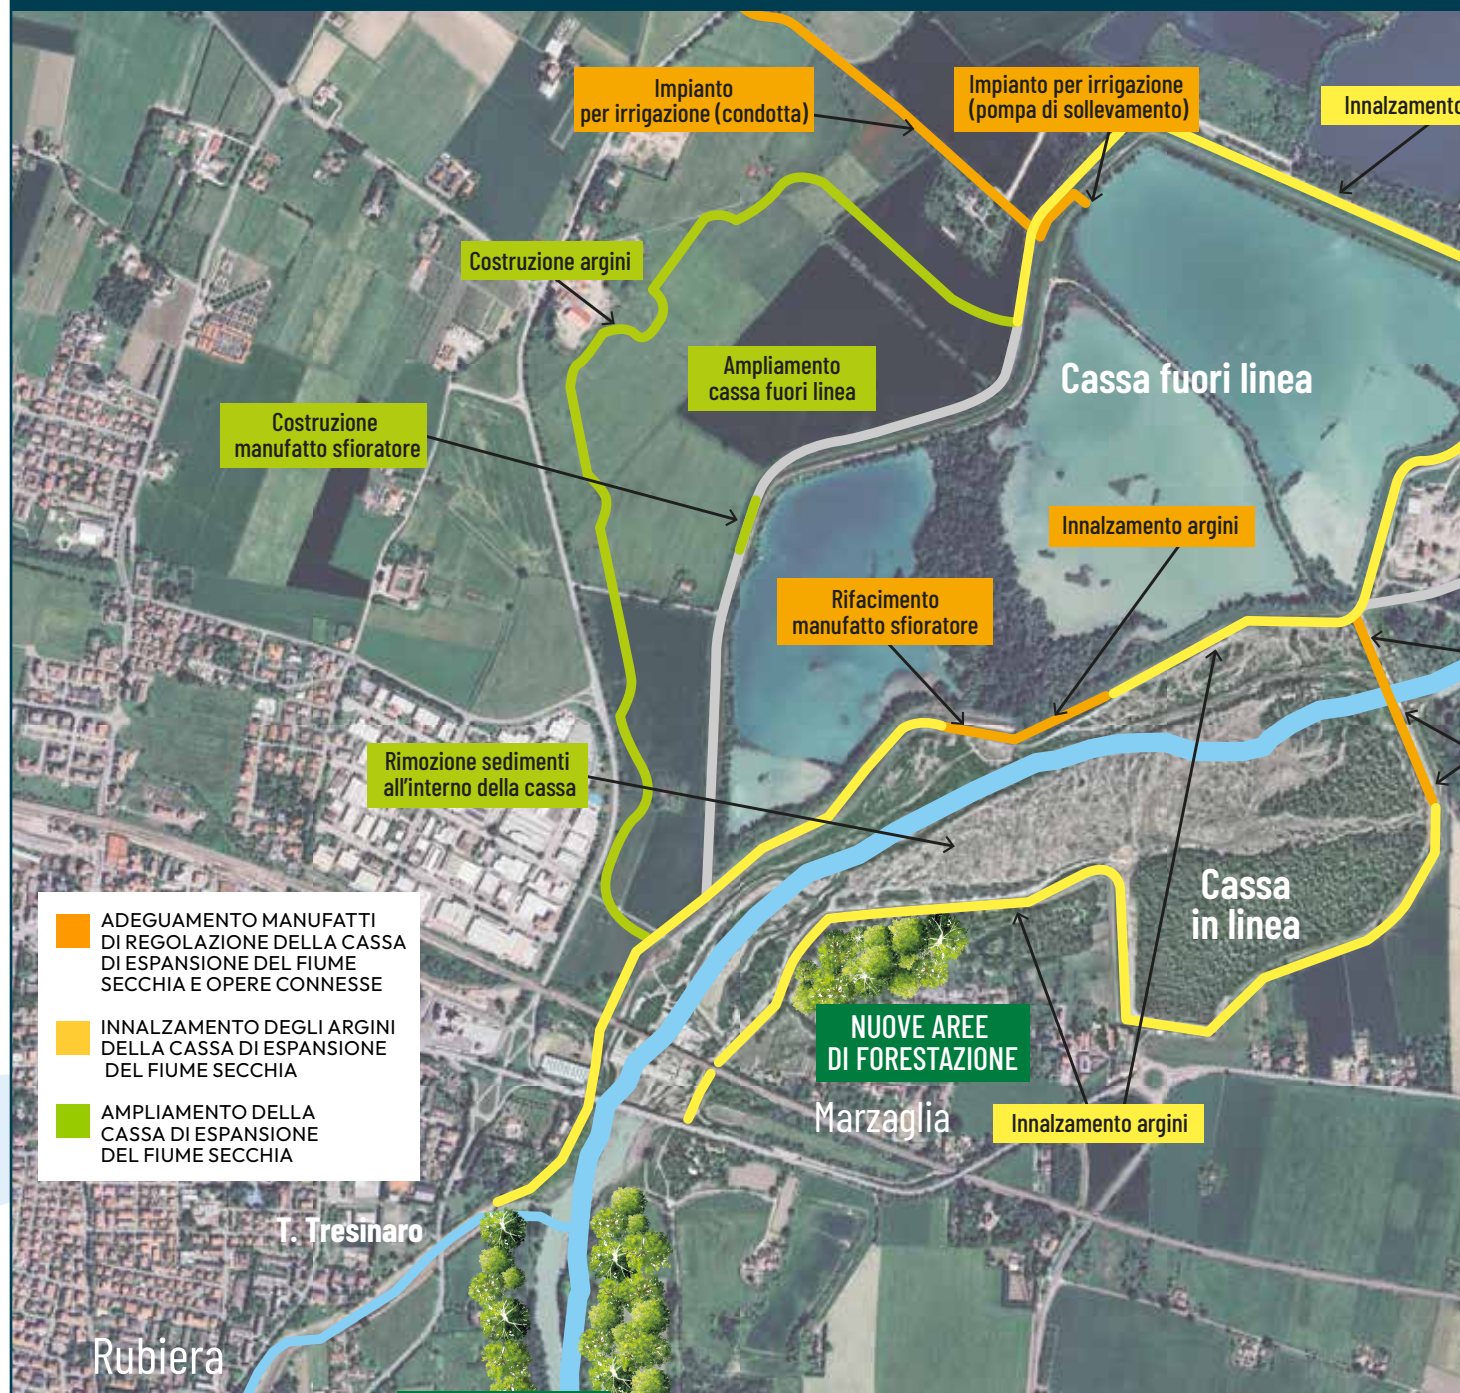 Impianto
per irrigazione (condotta)
Impianto per irrigazione
(pompa di sollevamento)
Innalzamento
Costruzione argini
Ampliamento
cassa fuori linea
Cassa fuori linea
Costruzione
manufatto sfioratore
Innalzamento argini
Rifacimento
manufatto sfioratore
Rimozione sedimenti
all'interno della cassa
Cassa
in linea
ADEGUAMENTO MANUFATTI
DI REGOLAZIONE DELLA CASSA
DI ESPANSIONE DEL FIUME
SECCHIA E OPERE CONNESSE
INNALZAMENTO DEGLI ARGINI
DELLA CASSA DI ESPANSIONE
DEL FIUME SECCHIA
AMPLIAMENTO DELLA
CASSA DI ESPANSIONE
DEL FIUME SECCHIA
NUOVE AREE
DI FORESTAZIONE
Marzaglia
Innalzamento argini
T. Tresinaro
Rubiera